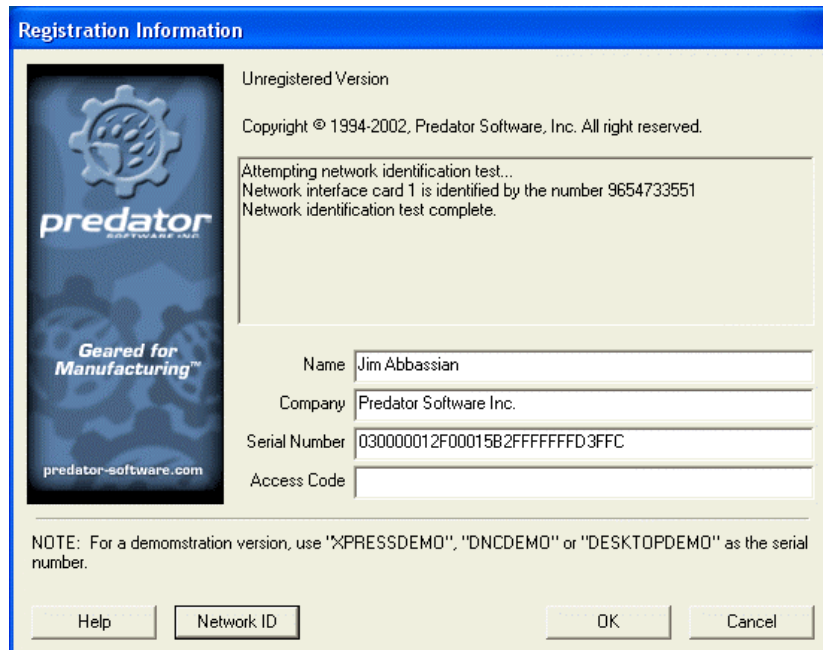 Registration Information
Unregistered Version
Copyright © 1994-2002, Predator Software, Inc. All right reserved.
Attempting network identification test...
Network interface card 1 is identified by the number 9654733551
Network identification test complete.
predator
SOFTWARE INC.
Geared for
Manufacturing™
predator-software.com
Name Jim Abbassian
Company Predator Software Inc.
Serial Number 030000012F00015B2FFFFFFFD3FFC
Access Code
NOTE: For a demomstration version, use "XPRESSDEMO", "DNCDEMO" or "DESKTOPDEMO" as the serial
number.
Help Network ID OK Cancel